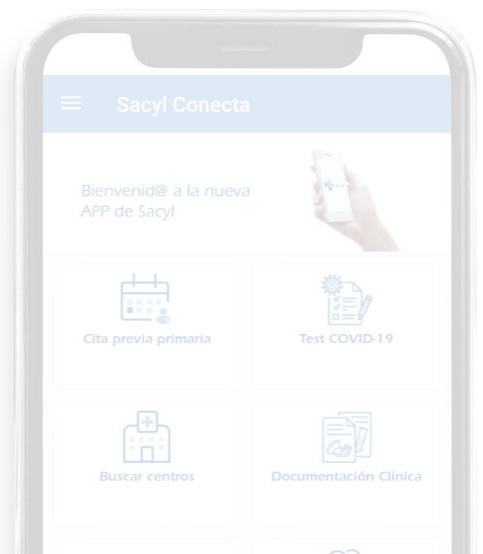 Sacyl Conecta
Bienvenid@ a la nueva
APP de Sacyl
Cita previa primaria
Test COVID-19
Buscar centros
Documentación Clínica